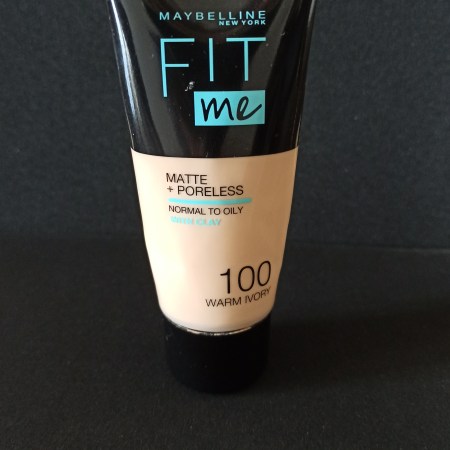 MAYBELLINE
NEW YORK
FIT
me
MATTE
+ PORELESS
NORMAL TO OILY
WITH CLAY
100
WARM IVORY